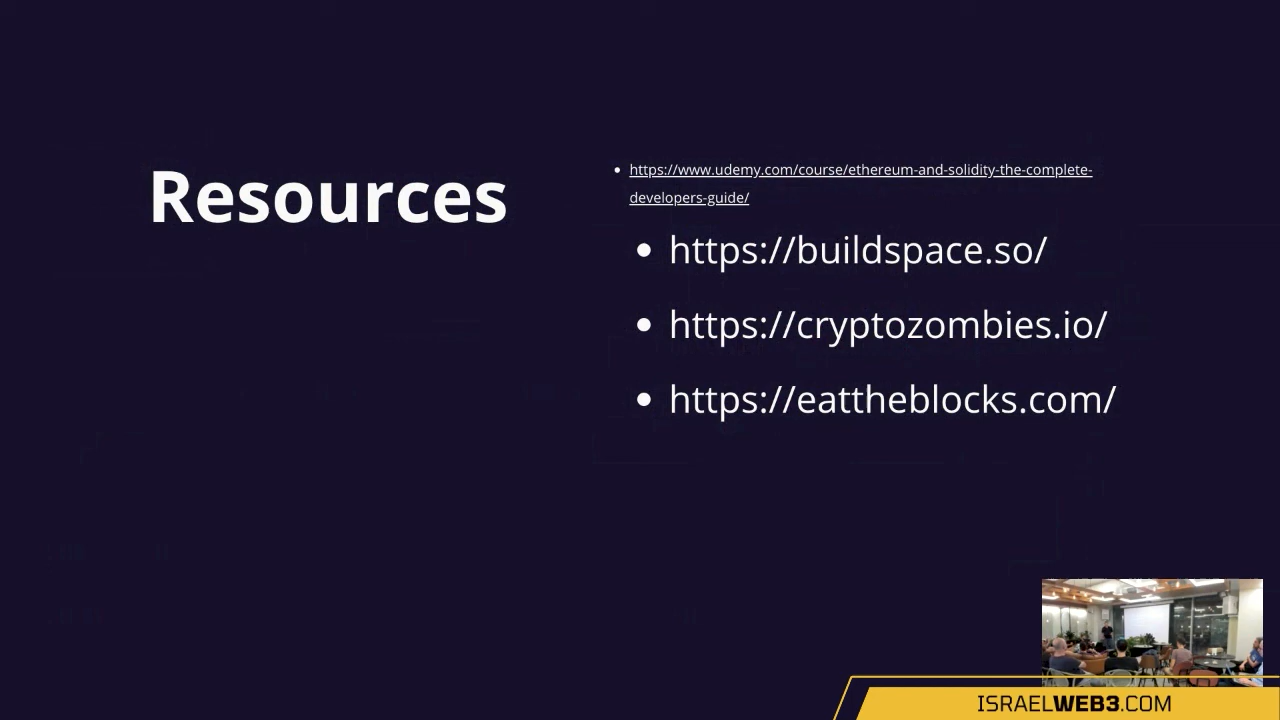 Resources
https://www.udemy.com/course/ethereum-and-solidity-the-complete-
developers-guide/
https://buildspace.so/
https://cryptozombies.io/
https://eattheblocks.com/
ISRAELWEB3.COM